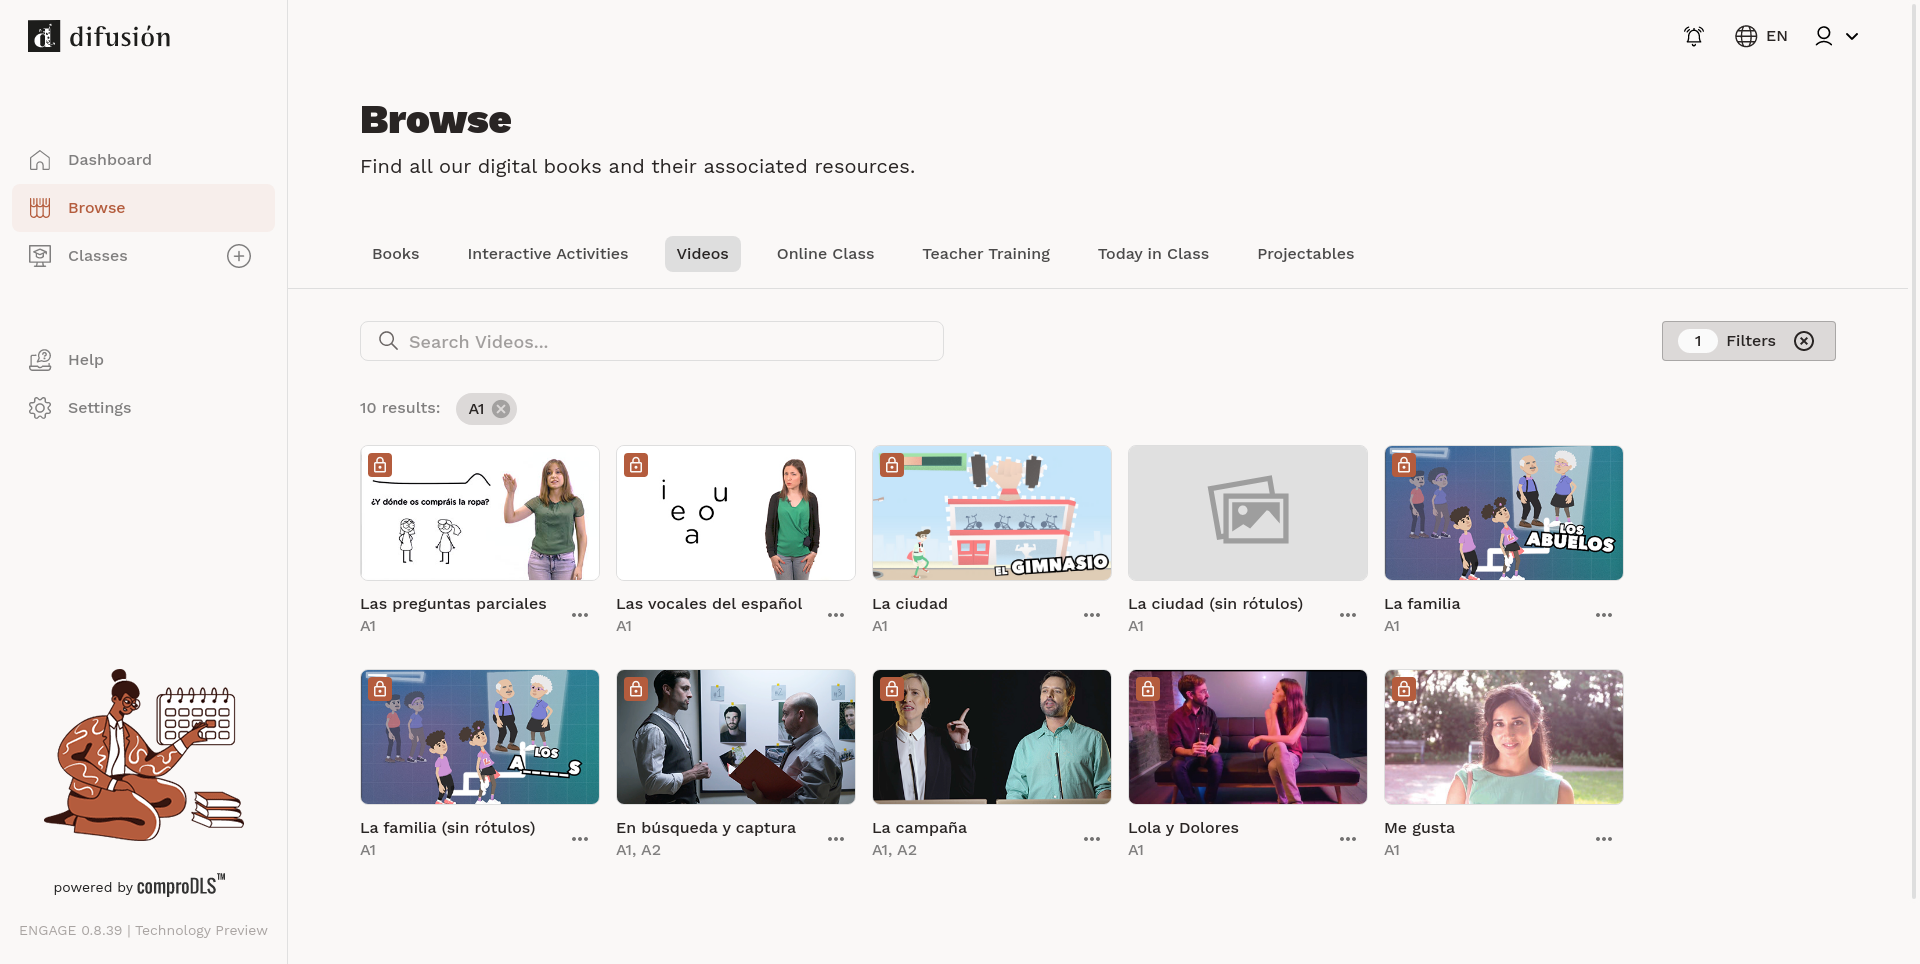 difusión
EN
Dashboard
Browse
Classes
Help
Settings
powered by comproDLS™
ENGAGE 0.8.39 | Technology Preview
Browse
Find all our digital books and their associated resources.
Books
Interactive Activities
Videos
Online Class
Teacher Training
Today in Class
Projectables
Search Videos...
1 Filters
10 results:
A1
¿Y dónde os compráis la ropa?
i
u
e o
a
EL GIMNASIO
LOS
ABUELOS
Las preguntas parciales
A1
Las vocales del español
A1
La ciudad
A1
La ciudad (sin rótulos)
A1
La familia
A1
LOS
A_____S
La familia (sin rótulos)
A1
En búsqueda y captura
A1, A2
La campaña
A1, A2
Lola y Dolores
A1
Me gusta
A1